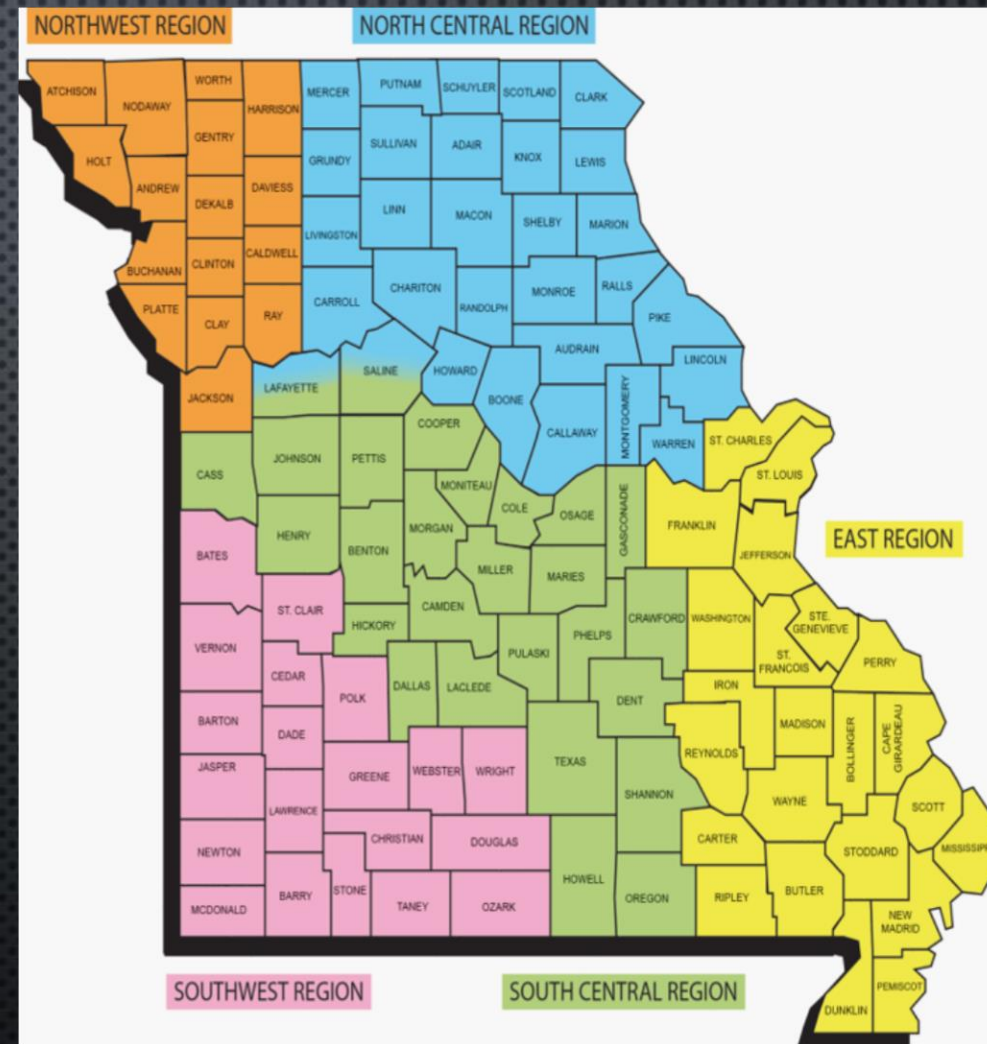 NORTHWEST REGION
NORTH CENTRAL REGION
ATCHISON
NODAWAY
WORTH
HARRISON
GENTRY
HOLT
ANDREW
DEKALB
DAVIESS
BUCHANAN
CLINTON
CALDWELL
PLATTE
CLAY
RAY
JACKSON
MERCER
PUTNAM
SCHUYLER
SCOTLAND
CLARK
GRUNDY
SULLIVAN
ADAIR
KNOX
LEWIS
LINN
MACON
SHELBY
MARION
LIVINGSTON
CARROLL
CHARITON
RANDOLPH
MONROE
RALLS
PIKE
AUDRAIN
LINCOLN
LAFAYETTE
SALINE
HOWARD
BOONE
CALLAWAY
MONTGOMERY
WARREN
COOPER
CASS
JOHNSON
PETTIS
MONITEAU
COLE
OSAGE
GASCONADE
HENRY
BENTON
MORGAN
MILLER
MARIES
CAMDEN
HICKORY
PULASKI
PHELPS
CRAWFORD
DALLAS
LACLEDE
DENT
TEXAS
SHANNON
HOWELL
OREGON
ST. CHARLES
ST. LOUIS
FRANKLIN
JEFFERSON
EAST REGION
WASHINGTON
STE.
GENEVIEVE
ST.
FRANCOIS
PERRY
IRON
MADISON
BOLLINGER
CAPE
GIRARDEAU
REYNOLDS
WAYNE
SCOTT
CARTER
STODDARD
MISSISSIPI
RIPLEY
BUTLER
NEW
MADRID
PEMISCOT
DUNKLIN
BATES
ST. CLAIR
VERNON
CEDAR
POLK
BARTON
DADE
JASPER
GREENE
WEBSTER
WRIGHT
LAWRENCE
NEWTON
CHRISTIAN
DOUGLAS
BARRY
STONE
TANEY
OZARK
MCDONALD
SOUTHWEST REGION
SOUTH CENTRAL REGION